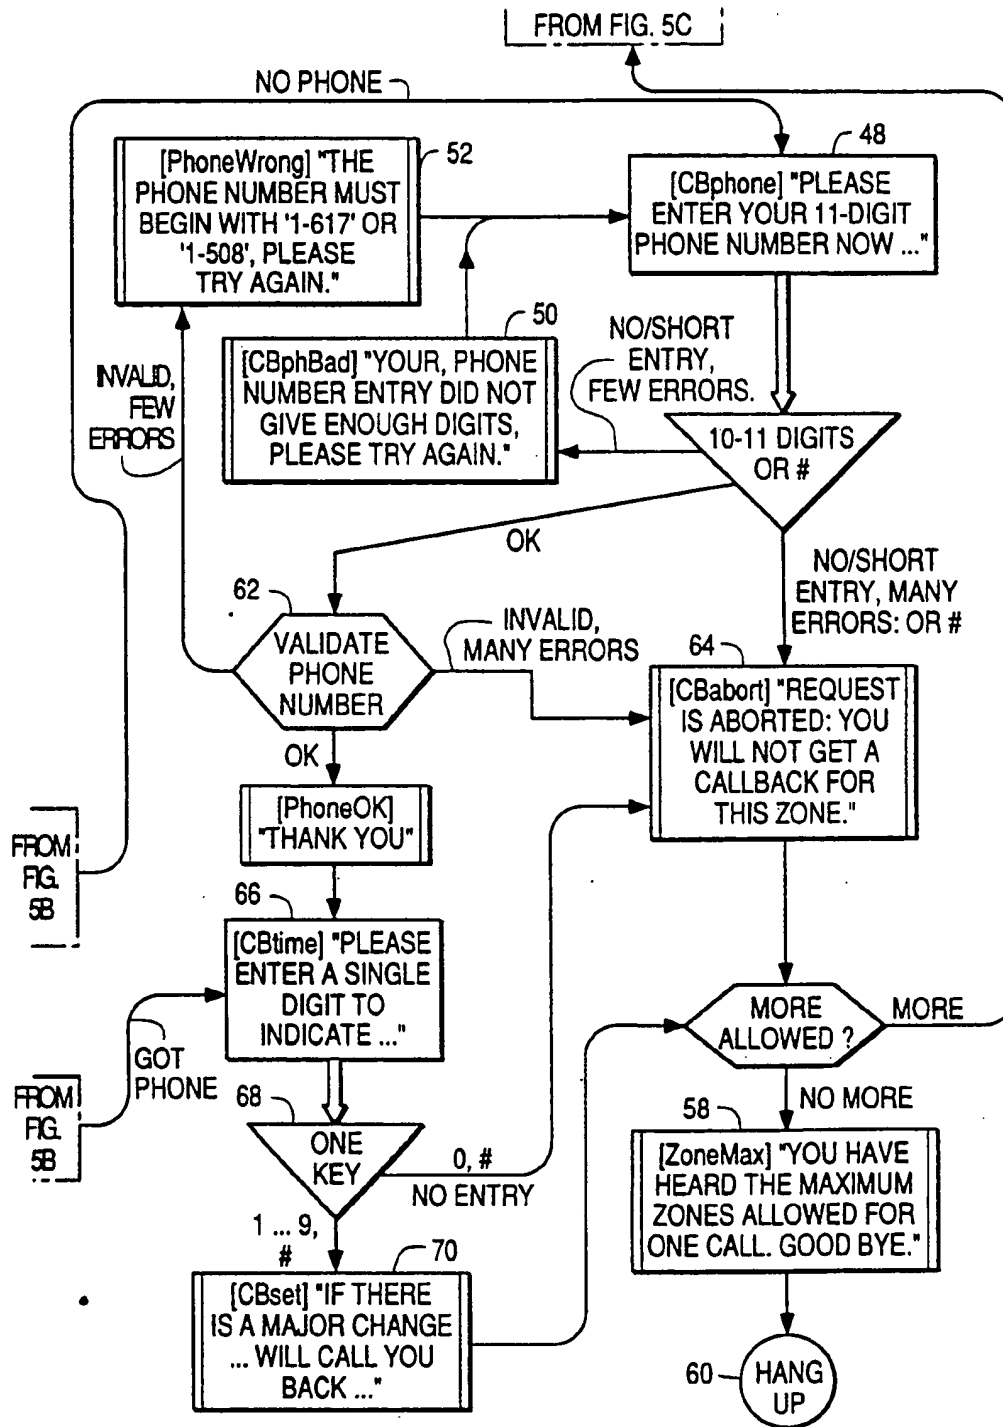 FROM FIG. 5C
NO PHONE
52
[PhoneWrong] "THE
PHONE NUMBER MUST
BEGIN WITH '1-617' OR
'1-508', PLEASE
TRY AGAIN."
48
[CBphone] "PLEASE
ENTER YOUR 11-DIGIT
PHONE NUMBER NOW ..."
50
[CBphBad] "YOUR, PHONE
NUMBER ENTRY DID NOT
GIVE ENOUGH DIGITS,
PLEASE TRY AGAIN."
NO/SHORT
ENTRY,
FEW ERRORS.
INVALID,
FEW
ERRORS
10-11 DIGITS
OR #
OK
NO/SHORT
ENTRY, MANY
ERRORS: OR #
62
VALIDATE
PHONE
NUMBER
INVALID,
MANY ERRORS
64
[CBabort] "REQUEST
IS ABORTED: YOU
WILL NOT GET A
CALLBACK FOR
THIS ZONE."
OK
[PhoneOK]
"THANK YOU"
FROM
FIG.
5B
66
[CBtime] "PLEASE
ENTER A SINGLE
DIGIT TO
INDICATE ..."
MORE
ALLOWED ?
MORE
GOT
PHONE
FROM
FIG.
5B
68
ONE
KEY
0, #
NO ENTRY
NO MORE
58
[ZoneMax] "YOU HAVE
HEARD THE MAXIMUM
ZONES ALLOWED FOR
ONE CALL. GOOD BYE."
1 ... 9,
#
70
[CBset] "IF THERE
IS A MAJOR CHANGE
... WILL CALL YOU
BACK ..."
60
HANG
UP